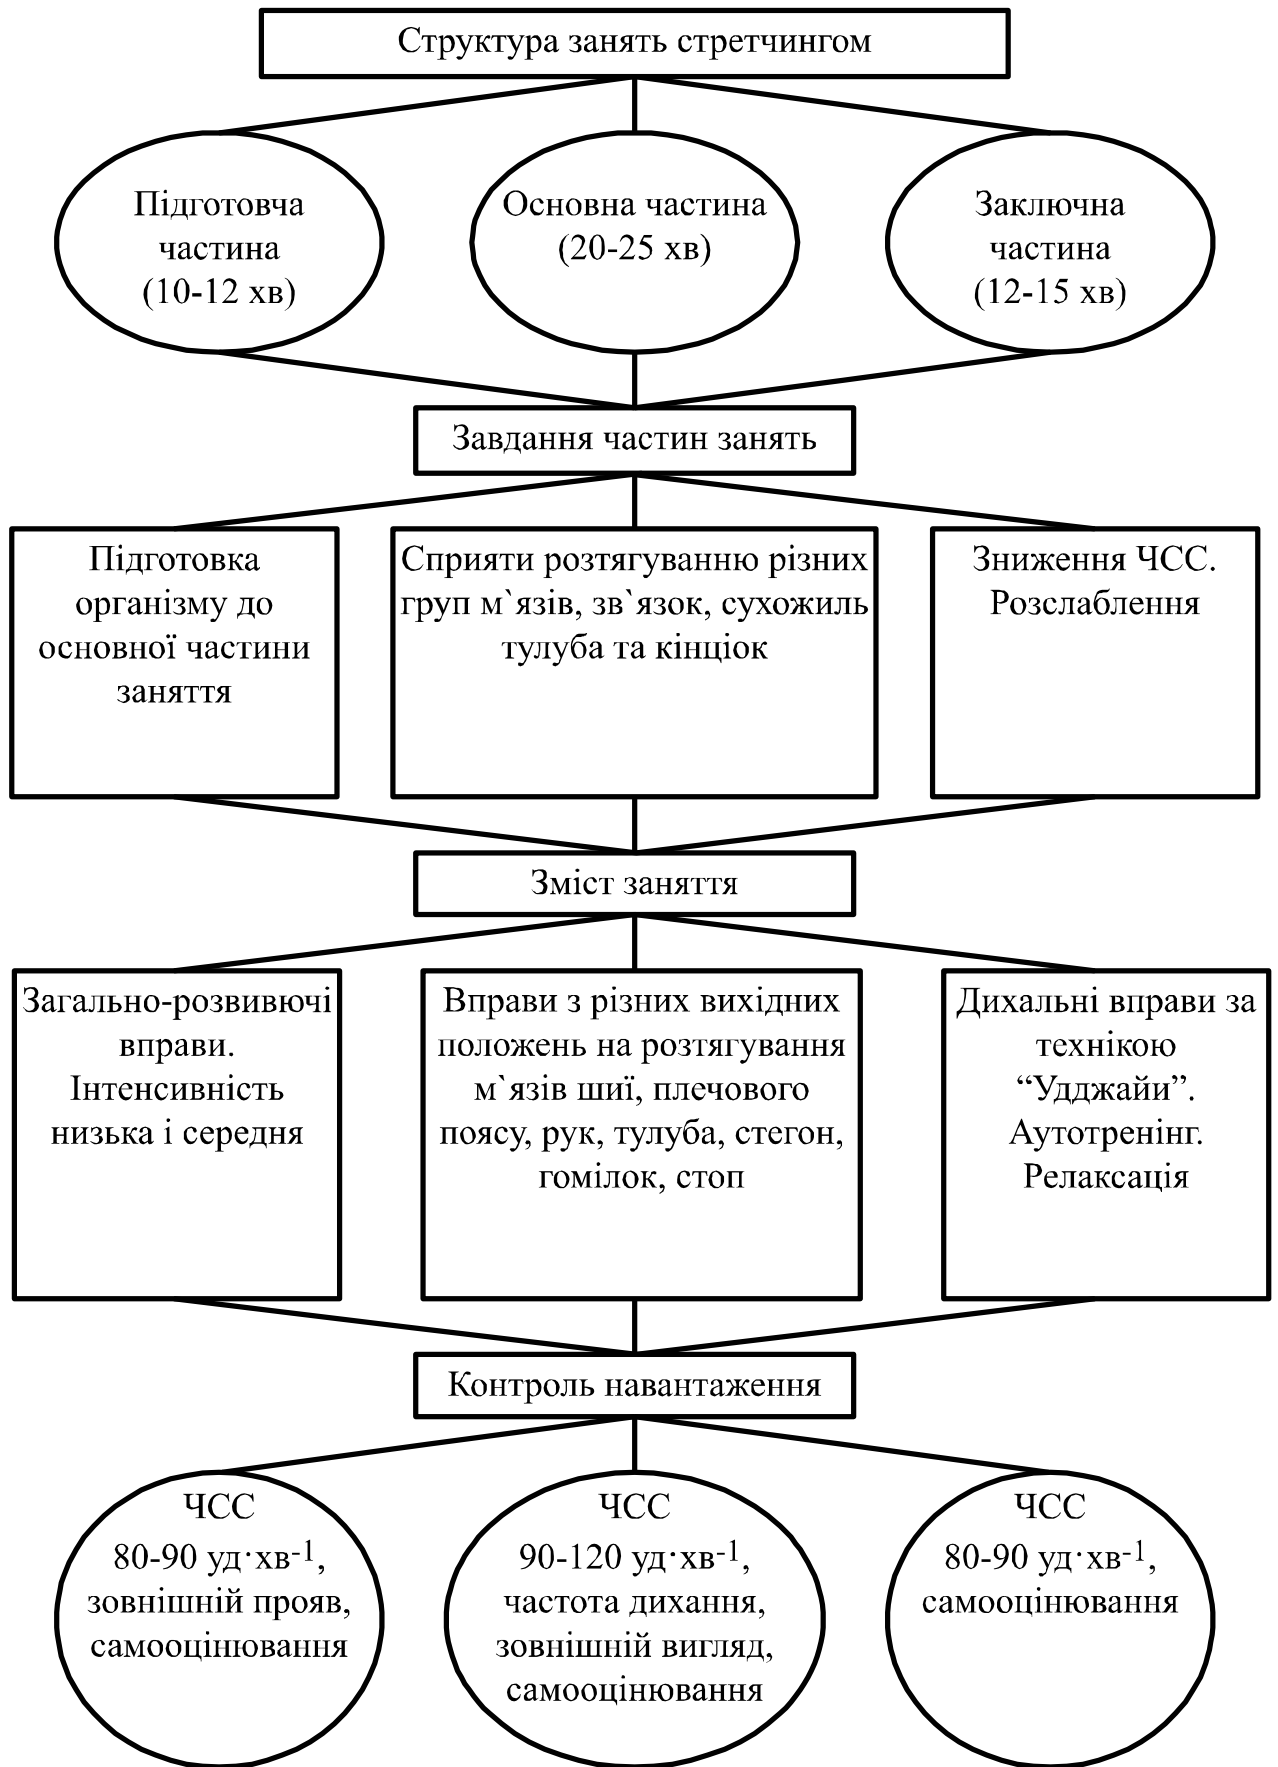 Структура занять стретчингом
Підготовча
частина
(10-12 хв)
Основна частина
(20-25 хв)
Заключна
частина
(12-15 хв)
Завдання частин занять
Підготовка
організму до
основної частини
заняття
Сприяти розтягуванню різних
груп м`язів, зв`язок, сухожиль
тулуба та кінціок
Зниження ЧСС.
Розслаблення
Зміст заняття
Загально-розвивючі
вправи.
Інтенсивність
низька і середня
Вправи з різних вихідних
положень на розтягування
м`язів шиї, плечового
поясу, рук, тулуба, стегон,
гомілок, стоп
Дихальні вправи за
технікою
“Удджайи”.
Аутотренінг.
Релаксація
Контроль навантаження
ЧСС
80-90 уд·хв⁻¹,
зовнішній прояв,
самооцінювання
ЧСС
90-120 уд·хв⁻¹,
частота дихання,
зовнішній вигляд,
самооцінювання
ЧСС
80-90 уд·хв⁻¹,
самооцінювання